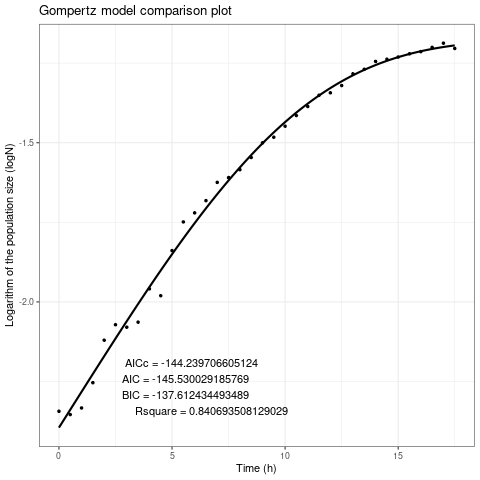 Gompertz model comparison plot
Logarithm of the population size (logN)
-1.5
-2.0
AICc = -144.239706605124
AIC = -145.530029185769
BIC = -137.612434493489
Rsquare = 0.840693508129029
0 5 10 15
Time (h)